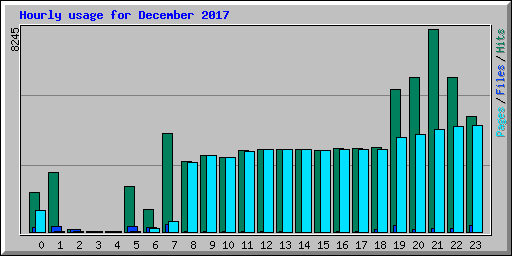 Hourly usage for December 2017
8245
Pages / Files / Hits
0 1 2 3 4 5 6 7 8 9 10 11 12 13 14 15 16 17 18 19 20 21 22 23